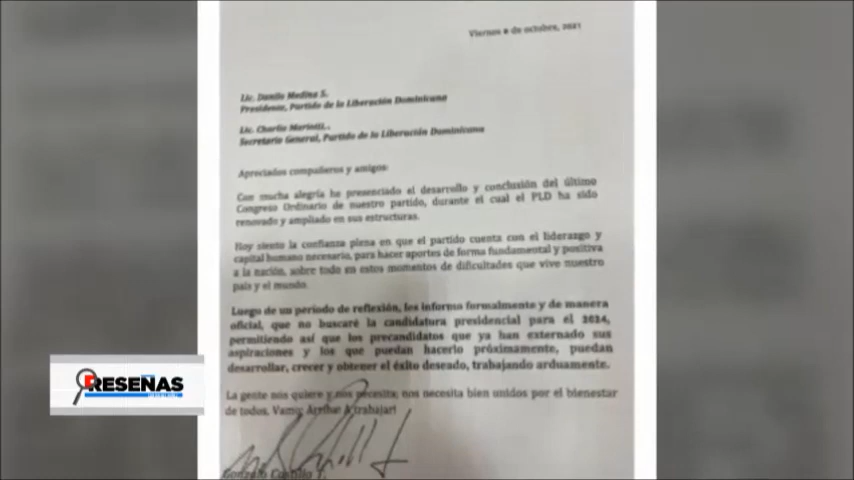 Viernes 8 de octubre, 2021
Lic. Danilo Medina S.
Presidente, Partido de la Liberación Dominicana
Lic. Charlie Mariotti.
Secretario General, Partido de la Liberación Dominicana
Apreciados compañeros y amigos:
Con mucha alegría he presenciado el desarrollo y conclusión del último
Congreso Ordinario de nuestro partido, durante el cual el PLD ha sido
renovado y ampliado en sus estructuras.
Hoy siento la confianza plena en que el partido cuenta con el liderazgo y
capital humano necesario, para hacer aportes de forma fundamental y positiva
a la nación, sobre todo en estos momentos de dificultades que vive nuestro
país y el mundo.
Luego de un periodo de reflexión, les informo formalmente y de manera
oficial, que no buscaré la candidatura presidencial para el 2024,
permitiendo así que los precandidatos que ya han externado sus
aspiraciones y los que puedan hacerlo próximamente, puedan
desarrollar, crecer y obtener el éxito deseado, trabajando arduamente.
La gente nos quiere y nos necesita; nos necesita bien unidos por el bienestar
de todos. Vamo Arriba! A trabajar!
Gonzalo Castillo T.
RESEÑAS